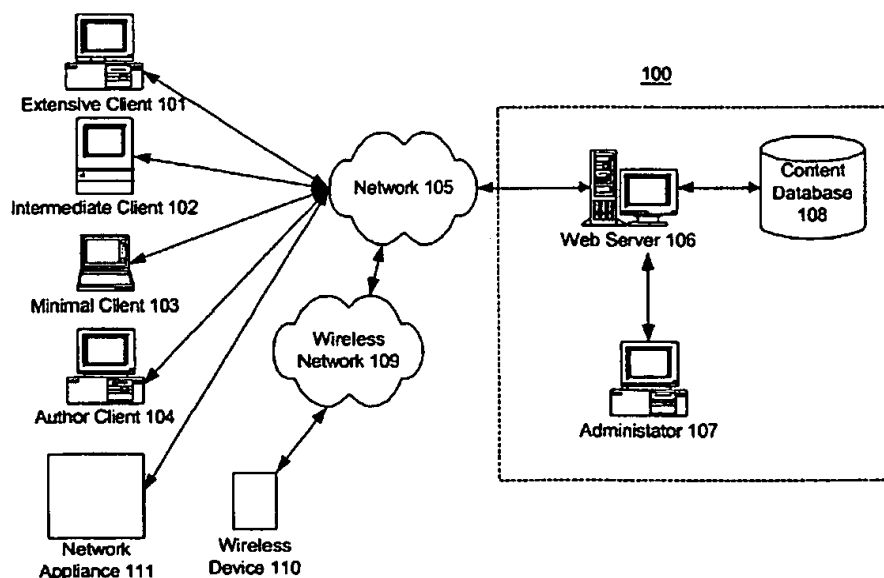 Extensive Client 101
Intermediate Client 102
Minimal Client 103
Author Client 104
Network
Appliance 111
Network 105
Wireless
Network 109
Wireless
Device 110
100
Web Server 106
Content
Database
108
Administator 107